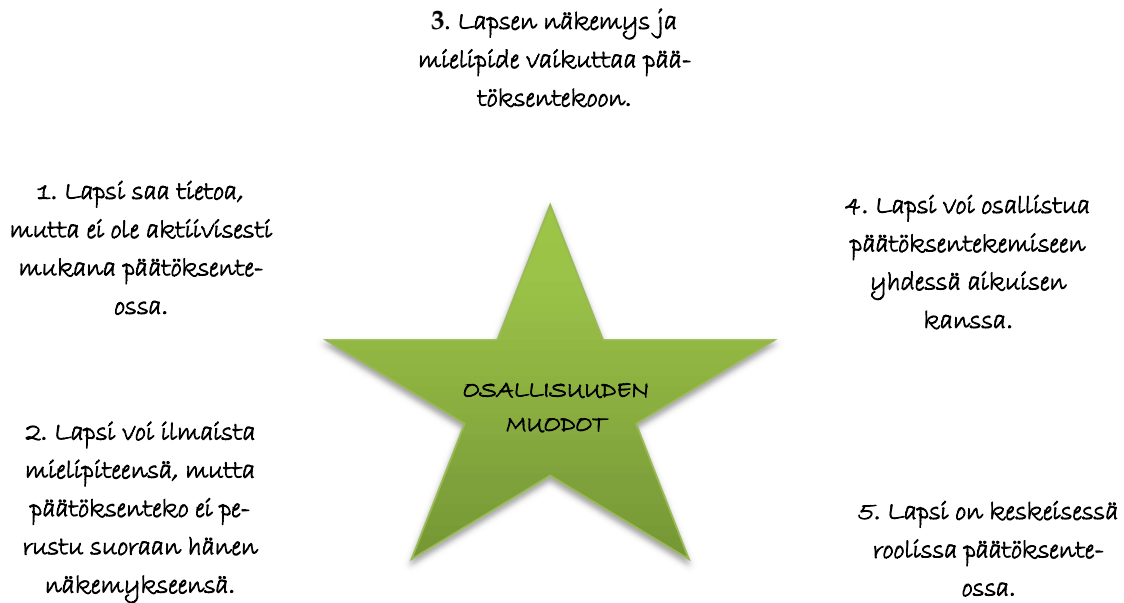 3. Lapsen näkemys ja
mielipide vaikuttaa pää-
töksentekoon.
1. Lapsi saa tietoa,
mutta ei ole aktiivisesti
mukana päätöksente-
ossa.
4. Lapsi voi osallistua
päätöksentekemiseen
yhdessä aikuisen
kanssa.
OSALLISUUDEN
MUODOT
2. Lapsi voi ilmaista
mielipiteensä, mutta
päätöksenteko ei pe-
rustu suoraan hänen
näkemykseensä.
5. Lapsi on keskeisessä
roolissa päätöksente-
ossa.